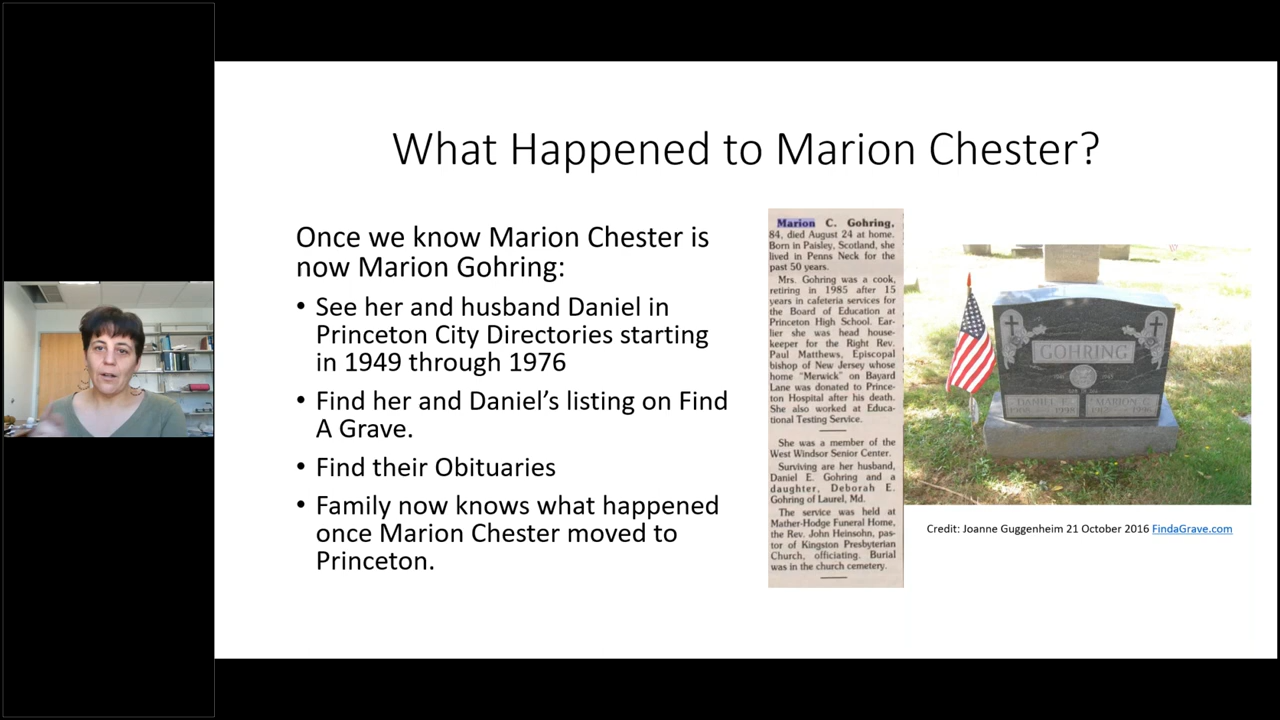 What Happened to Marion Chester?
Once we know Marion Chester is
now Marion Gohring:
• See her and husband Daniel in
Princeton City Directories starting
in 1949 through 1976
• Find her and Daniel's listing on Find
A Grave.
• Find their Obituaries
• Family now knows what happened
once Marion Chester moved to
Princeton.
Marion C. Gohring,
84, died August 24 at home.
Born in Paisley, Scotland, she
lived in Penns Neck for the
past 50 years.
Mrs. Gohring was a cook,
retiring in 1985 after 15
years in cafeteria services for
the Board of Education at
Princeton High School. Ear-
lier she was head house-
keeper for the Right Rev.
Paul Matthews, Episcopal
bishop of New Jersey whose
home "Merwick" on Bayard
Lane was donated to Prince-
ton Hospital after his death.
She also worked at Educa-
tional Testing Service.
She was a member of the
West Windsor Senior Center.
Surviving are her husband,
Daniel E. Gohring and a
daughter, Deborah E.
Gohring of Laurel, Md.
The service was held at
Mather-Hodge Funeral Home,
the Rev. John Heinsohn, pas-
tor of Kingston Presbyterian
Church, officiating. Burial
was in the church cemetery.
GOHRING
DANIEL E.
MARION C.
Credit: Joanne Guggenheim 21 October 2016 FindaGrave.com